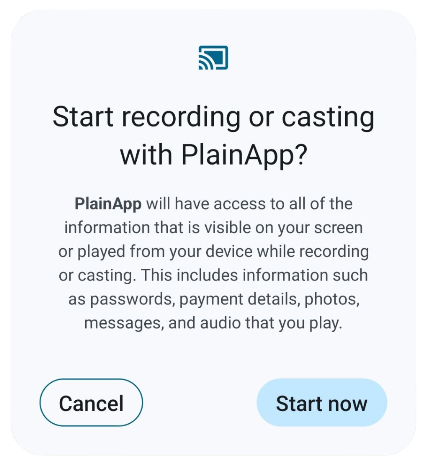 Start recording or casting
with PlainApp?
PlainApp will have access to all of the
information that is visible on your screen
or played from your device while recording
or casting. This includes information such
as passwords, payment details, photos,
messages, and audio that you play.
Cancel
Start now